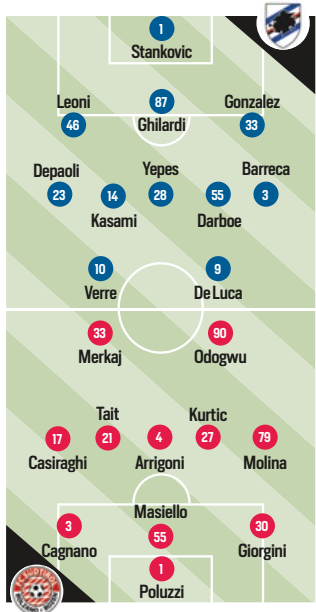 1
Stankovic
Leoni 87 Gonzalez
46 Ghilardi 33
Depaoli Yepes Barreca
23 14 28 55 3
Kasami Darboe
10 9
Verre De Luca
33 90
Merkaj Odogwu
Tait Kurtic
17 21 4 27 79
Casiraghi Arrigoni Molina
Masiello
3 55 30
Cagnano Giorgini
1
Poluzzi